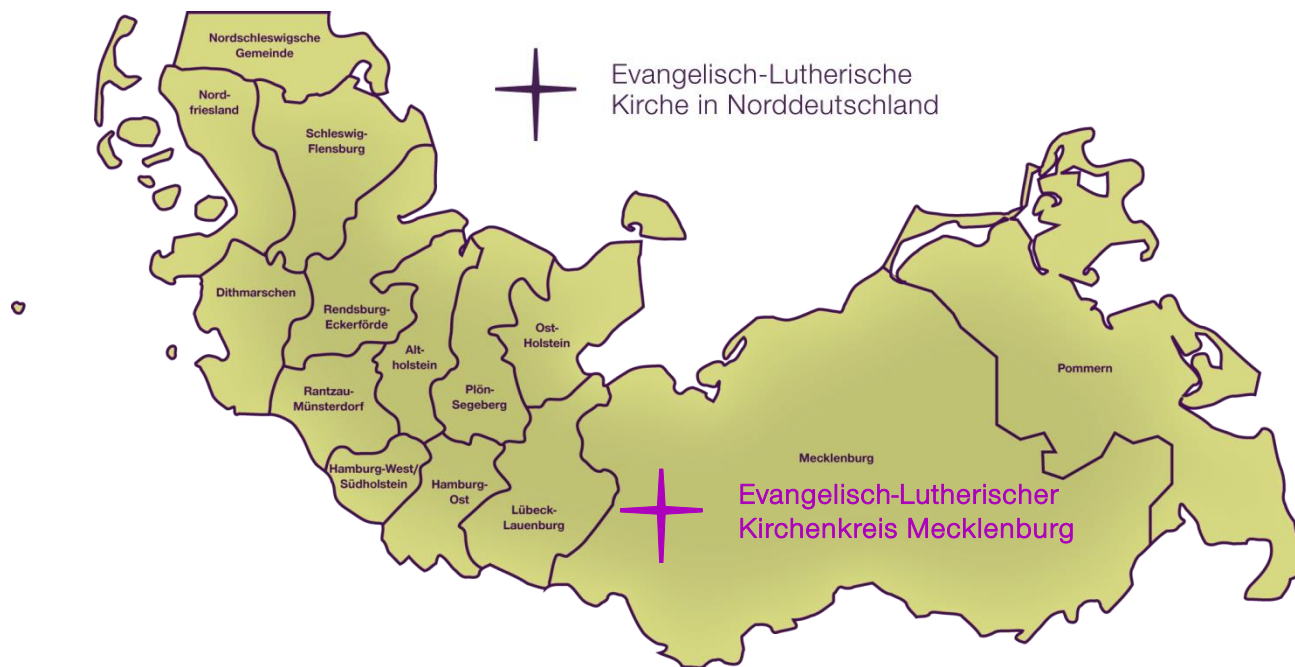 Nordschleswigsche
Gemeinde
Evangelisch-Lutherische
Kirche in Norddeutschland
Nord-
friesland
Schleswig-
Flensburg
Dithmarschen
Rendsburg-
Eckerförde
Ost-
Holstein
Alt-
holstein
Pommern
Rantzau-
Münsterdorf
Plön-
Segeberg
Mecklenburg
Hamburg-West/
Südholstein
Hamburg-
Ost
Lübeck-
Lauenburg
Evangelisch-Lutherischer
Kirchenkreis Mecklenburg